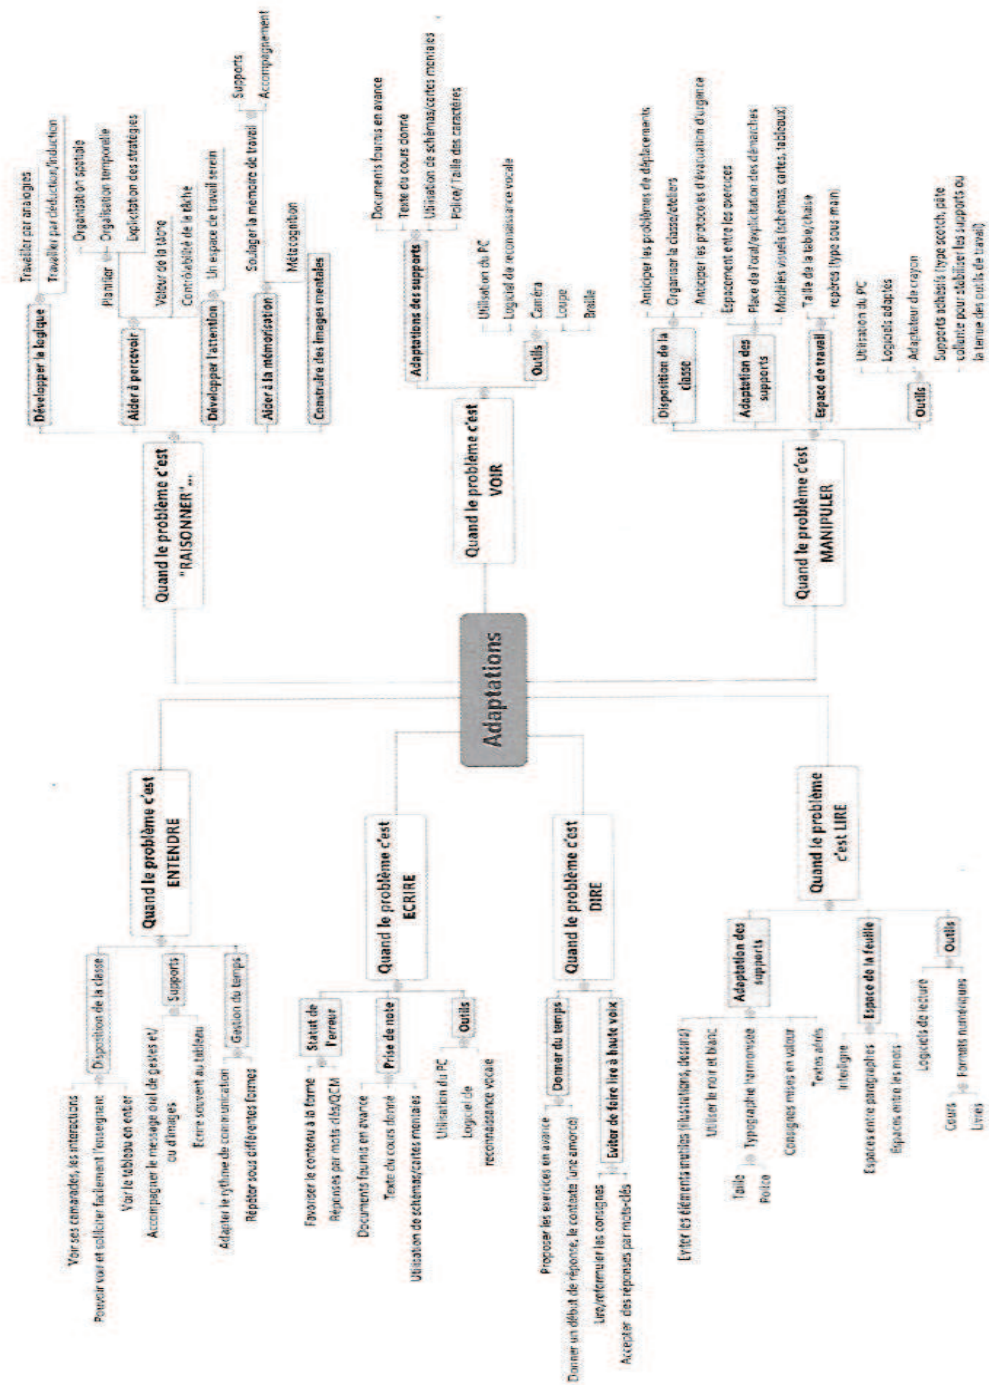 Adaptations
Quand le problème c'est
ENTENDRE
Disposition de la classe
Voir ses camarades, les interactions
Pouvoir voir et solliciter facilement l'enseignant
Voir le tableau en entier
Supports
Accompagner le message oral de gestes et/
ou d'images
Ecrire souvent au tableau
Gestion du temps
Adapter le rythme de communication
Répéter sous différentes formes
Quand le problème c'est
ECRIRE
Statut de
l'erreur
Favoriser le contenu à la forme
Réponses par mots clés/QCM
Prise de note
Documents fournis en avance
Texte du cours donné
Utilisation de schémas/cartes mentales
Outils
Utilisation du PC
Logiciel de
reconnaissance vocale
Quand le problème c'est
DIRE
Donner du temps
Proposer les exercices en avance
Donner un début de réponse, le contexte (une amorce)
Eviter de faire lire à haute voix
Lire/reformuler les consignes
Accepter des réponses par mots-clés
Quand le problème
c'est LIRE
Adaptation des
supports
Eviter les éléments inutiles (illustrations, dessins)
Utiliser le noir et blanc
Typographie harmonisée
Taille
Police
Consignes mises en valeur
Textes aérés
Espace de la feuille
Interligne
Espaces entre paragraphes
Espaces entre les mots
Outils
Logiciels de lecture
Formats numériques
Cours
Livres
Quand le problème c'est
"RAISONNER"...
Développer la logique
Travailler par analogies
Travailler par déduction/induction
Aider à percevoir
Planifier
Organisation spatiale
Orgalisation temporelle
Explicitation des stratégies
Valeur de la tâche
Contrôlabilité de la tâche
Développer l'attention
Un espace de travail serein
Aider à la mémorisation
Soulager la mémoire de travail
Supports
Accompagnement
Métacognition
Construire des images mentales
Quand le problème c'est
VOIR
Adaptations des supports
Documents fournis en avance
Texte du cours donné
Utilisation de schémas/cartes mentales
Police/ Taille des caractères
Outils
Utilisation du PC
Logiciel de reconnaissance vocale
Caméra
Loupe
Braille
Quand le problème c'est
MANIPULER
Disposition de la
classe
Anticiper les problèmes de déplacements
Organiser la classe/ateliers
Anticiper les protocoles d'évacuation d'urgence
Adaptation des
supports
Espacement entre les exercices
Place de l'oral/explicitation des démarches
Modèles visuels (schémas, cartes, tableaux)
Espace de travail
Taille de la table/chaise
repères (type sous main)
Outils
Utilisation du PC
Logiciels adaptés
Adaptateur de crayon
Supports adhésifs (type scotch, pâte
collante pour stabiliser les supports ou
la tenue des outils de travail)